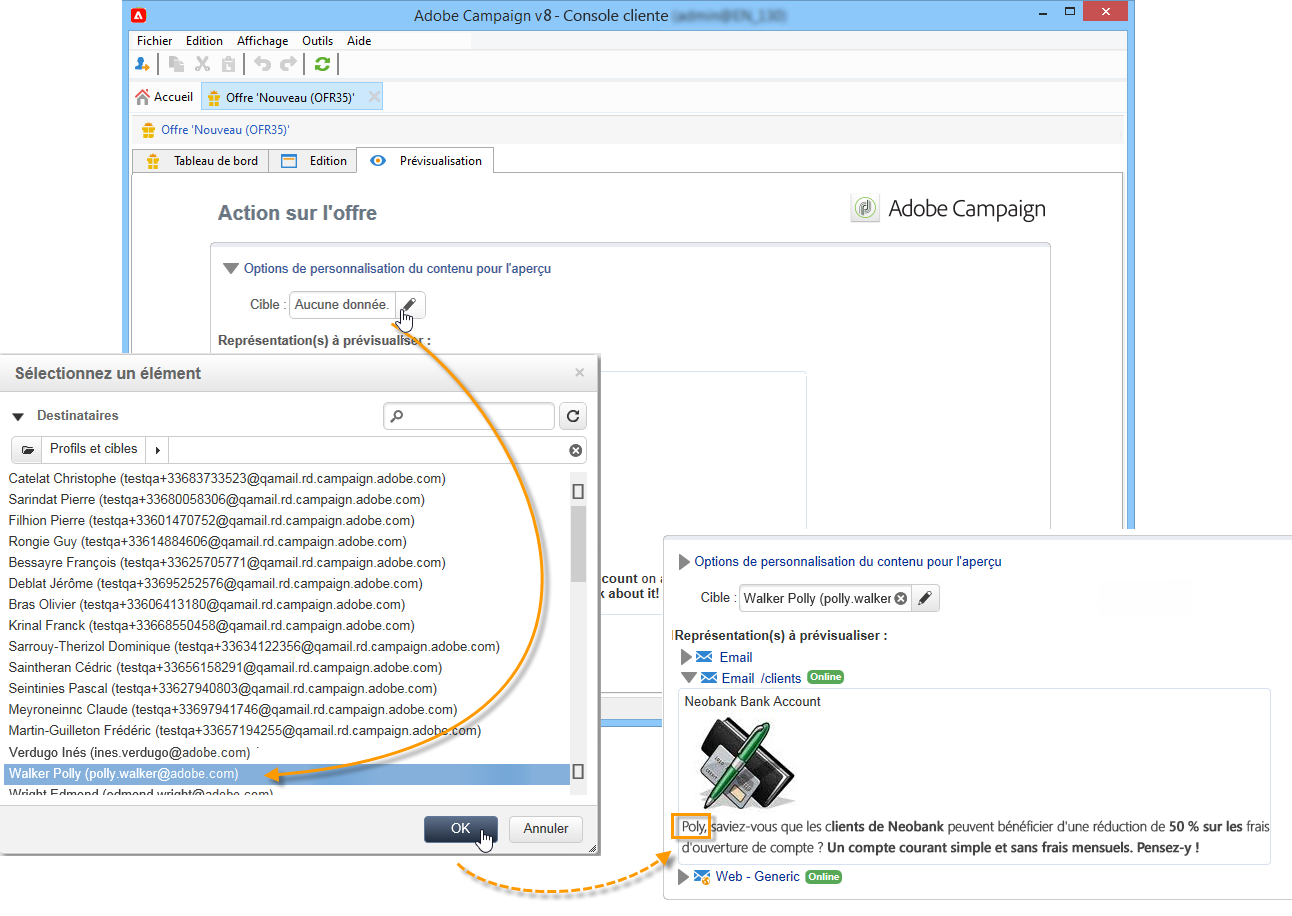 Adobe Campaign v8 - Console cliente (admin@EN_130)
Fichier Edition Affichage Outils Aide
Accueil Offre 'Nouveau (OFR35)'
Offre 'Nouveau (OFR35)'
Tableau de bord Edition Prévisualisation
Action sur l'offre
Adobe Campaign
Options de personnalisation du contenu pour l'aperçu
Cible : Aucune donnée.
Représentation(s) à prévisualiser :
Sélectionnez un élément
Destinataires
Profils et cibles
Catelat Christophe (testqa+33683733523@qamail.rd.campaign.adobe.com)
Sarindat Pierre (testqa+33680058306@qamail.rd.campaign.adobe.com)
Filhion Pierre (testqa+33601470752@qamail.rd.campaign.adobe.com)
Rongie Guy (testqa+33614884606@qamail.rd.campaign.adobe.com)
Bessayre François (testqa+33625705771@qamail.rd.campaign.adobe.com)
Deblat Jérôme (testqa+33695252576@qamail.rd.campaign.adobe.com)
Bras Olivier (testqa+33606413180@qamail.rd.campaign.adobe.com)
Krinal Franck (testqa+33668550458@qamail.rd.campaign.adobe.com)
Sarrouy-Therizol Dominique (testqa+33634122356@qamail.rd.campaign.adobe.com)
Saintheran Cédric (testqa+33656158291@qamail.rd.campaign.adobe.com)
Seintinies Pascal (testqa+33627940803@qamail.rd.campaign.adobe.com)
Meyroneinnc Claude (testqa+33697941746@qamail.rd.campaign.adobe.com)
Martin-Guilleton Frédéric (testqa+33657194255@qamail.rd.campaign.adobe.com)
Verdugo Inés (ines.verdugo@adobe.com)
Walker Polly (polly.walker@adobe.com)
Wright Edmond (edmond.wright@adobe.com)
OK Annuler
count on
k about it!
Options de personnalisation du contenu pour l'aperçu
Cible : Walker Polly (polly.walker
Représentation(s) à prévisualiser :
Email
Email /clients Online
Neobank Bank Account
Poly, saviez-vous que les clients de Neobank peuvent bénéficier d'une réduction de 50 % sur les frais
d'ouverture de compte ? Un compte courant simple et sans frais mensuels. Pensez-y !
Web - Generic Online